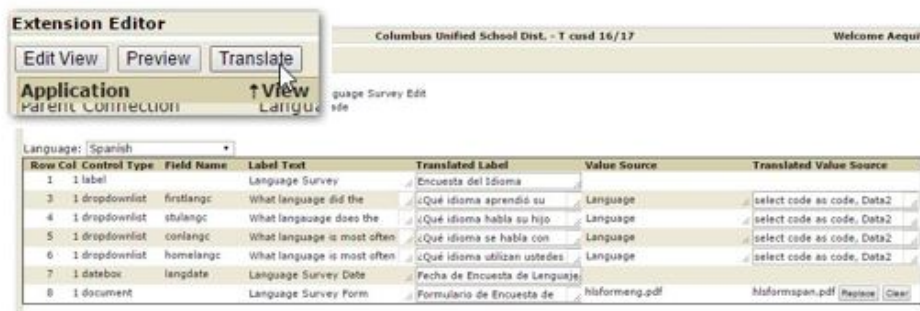 Extension Editor
Columbus Unified School Dist. - T cusd 16/17 Welcome Aequi
Edit View Preview Translate
Application ↑View
Parent Connection Langua
guage Survey Edit
ade
Language: Spanish
Row Col Control Type Field Name Label Text Translated Label Value Source Translated Value Source
1 1 label Language Survey Encuesta del Idioma
3 1 dropdownlist firstlangc What language did the ¿Qué idioma aprendió su Language select code as code, Data2
4 1 dropdownlist stulangc What langauage does the ¿Qué idioma habla su hijo Language select code as code, Data2
5 1 dropdownlist conlangc What language is most often ¿Qué idioma se habla con Language select code as code, Data2
6 1 dropdownlist homelangc What language is most often ¿Qué idioma utilizan ustedes Language select code as code, Data2
7 1 datebox langdate Language Survey Date Fecha de Encuesta de Lenguaje
8 1 document Language Survey Form Formulario de Encuesta de hlsformeng.pdf hlsformspan.pdf Replace Clear